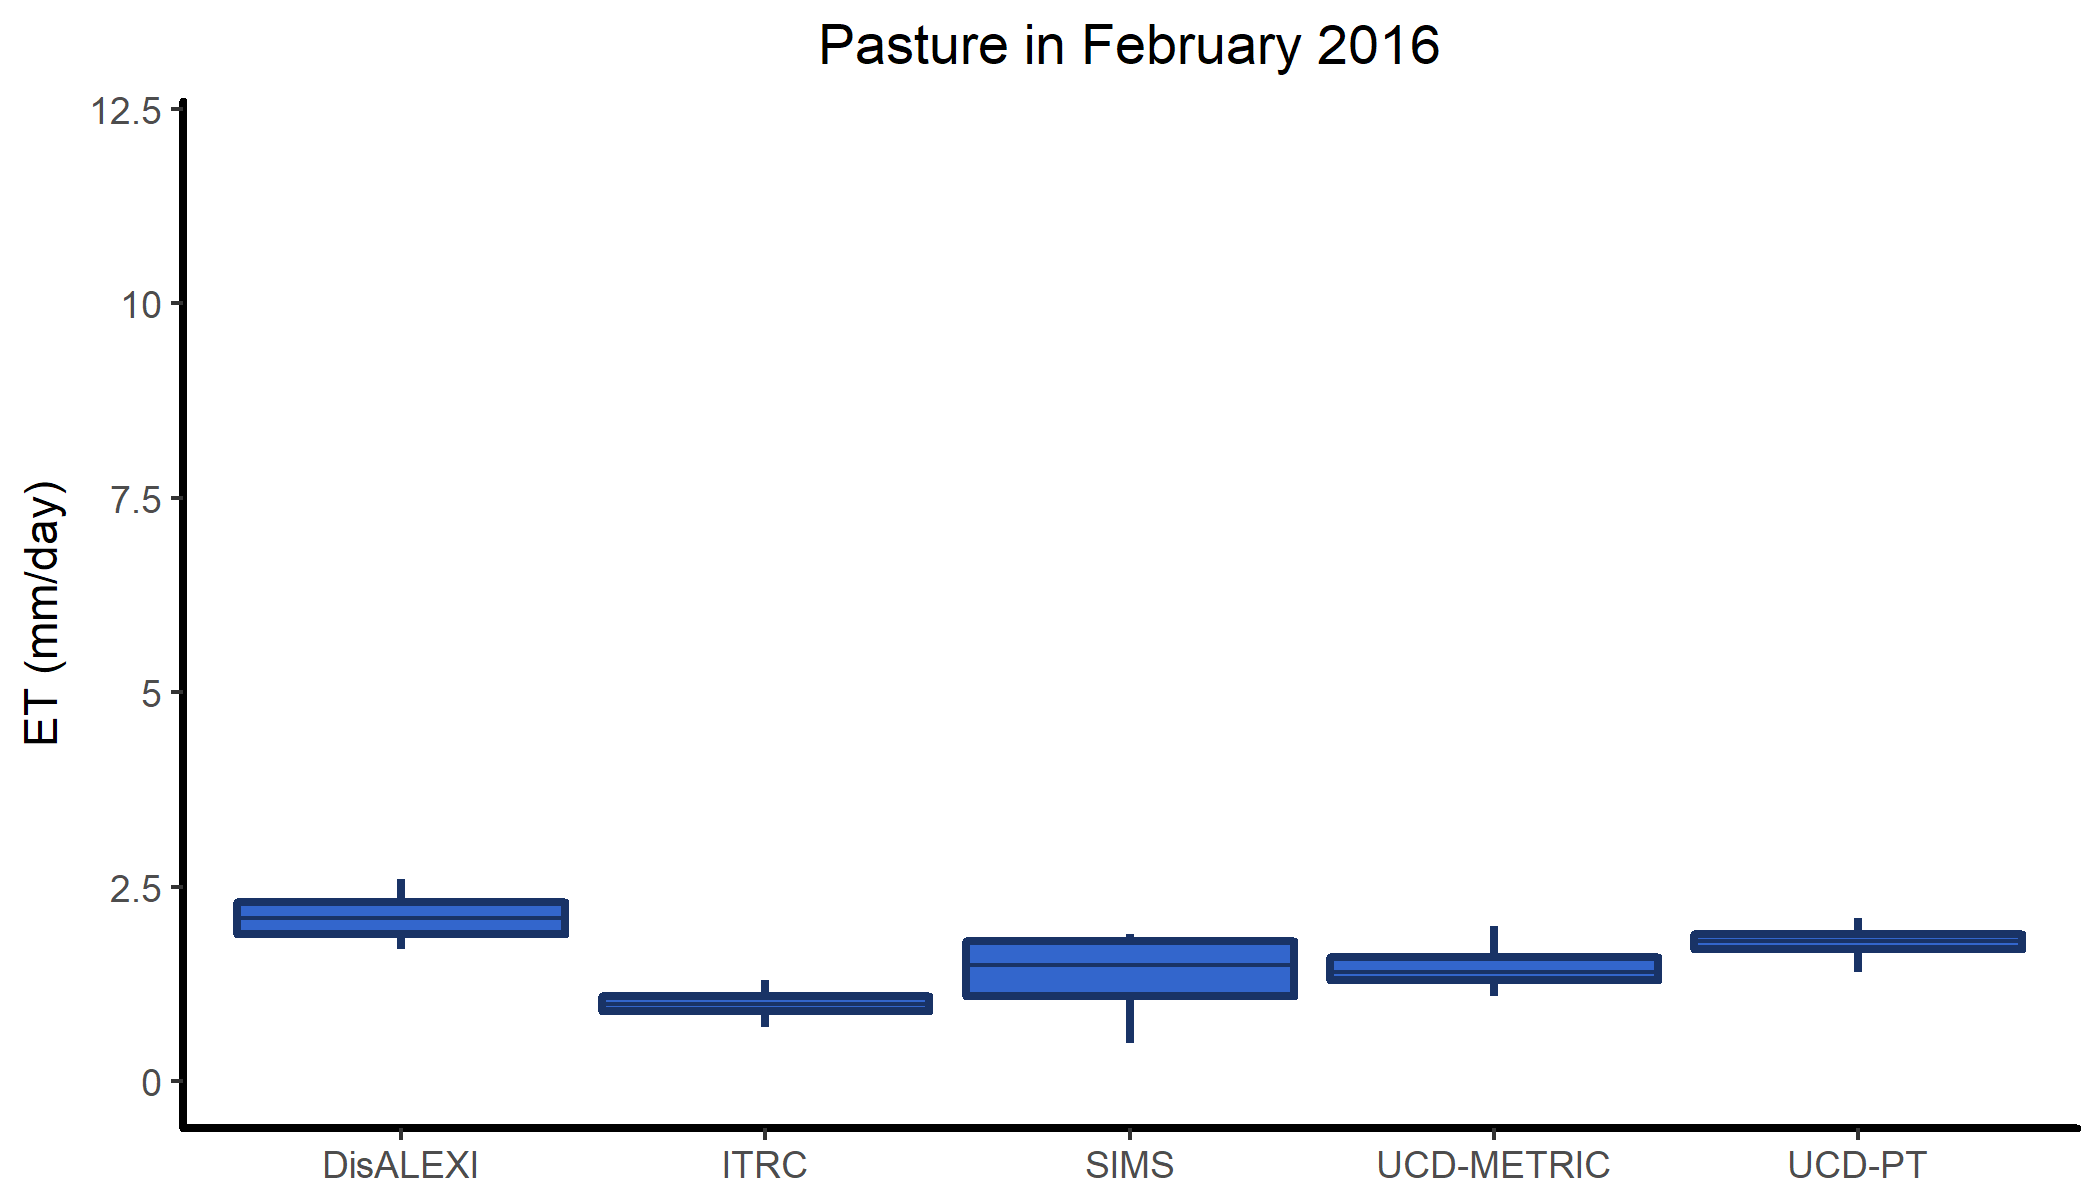 Pasture in February 2016
12.5
10
7.5
5
2.5
0
ET (mm/day)
DisALEXI ITRC SIMS UCD-METRIC UCD-PT